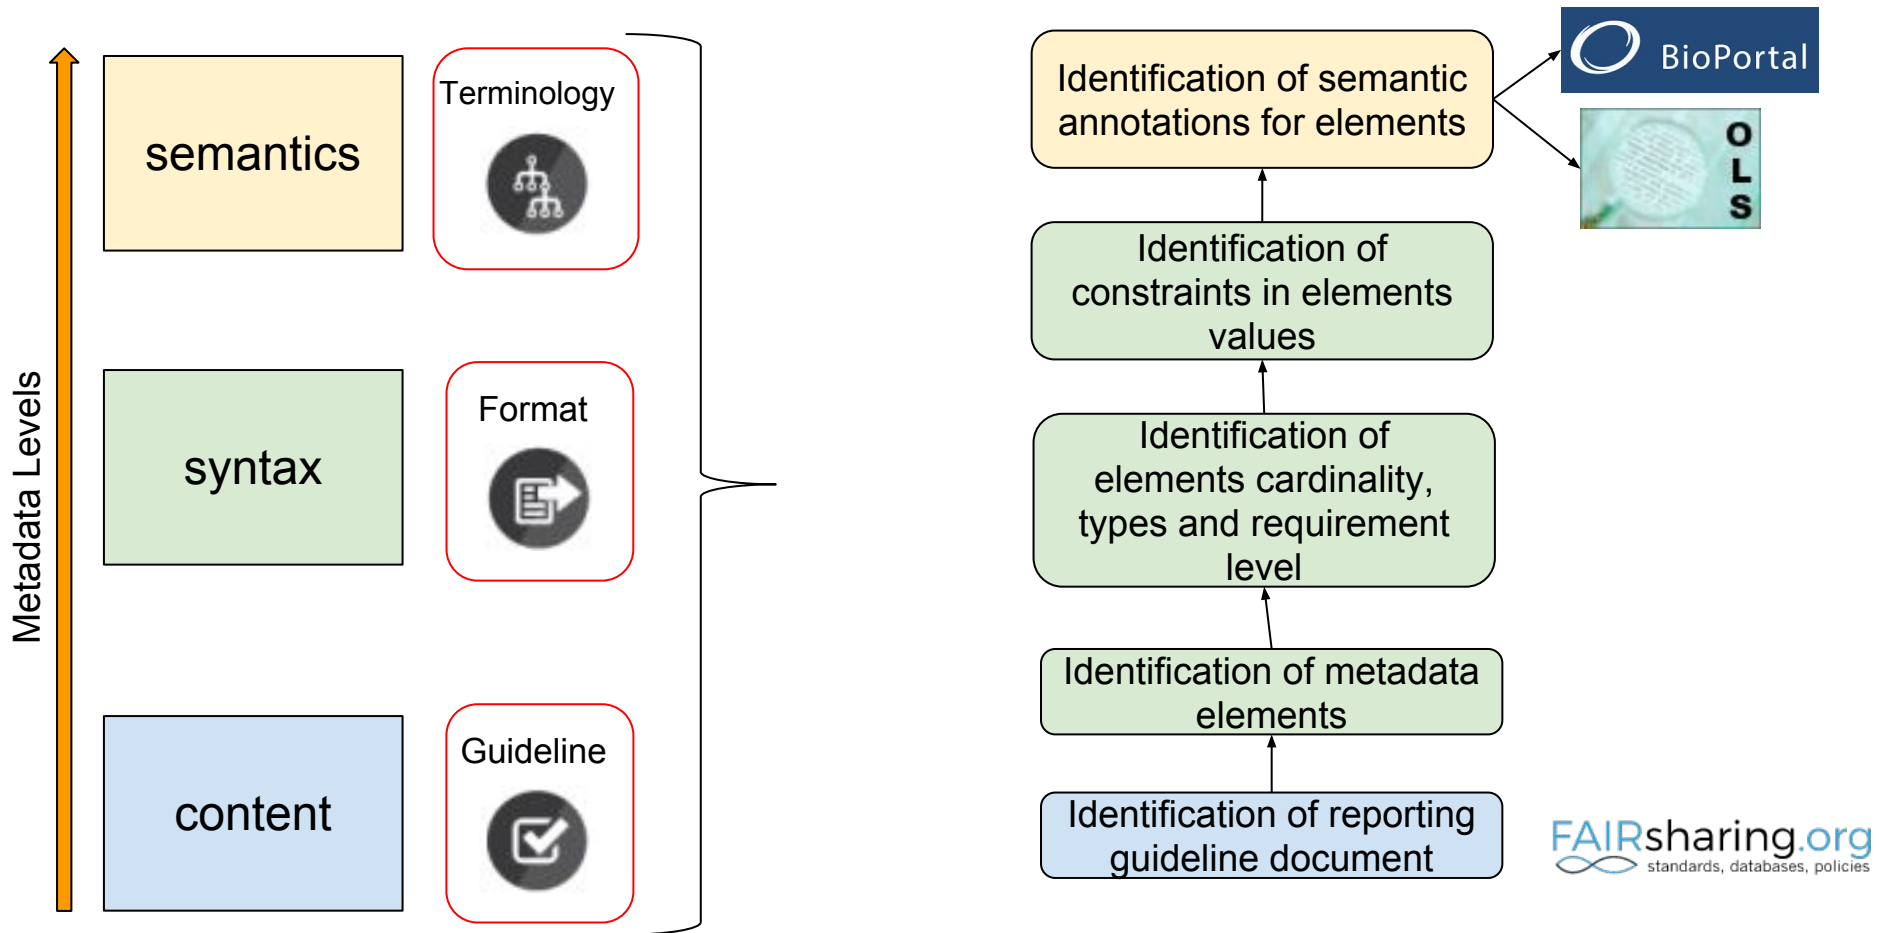 Metadata Levels
semantics
Terminology
syntax
Format
content
Guideline
Identification of semantic
annotations for elements
BioPortal
O
L
S
Identification of
constraints in elements
values
Identification of
elements cardinality,
types and requirement
level
Identification of metadata
elements
Identification of reporting
guideline document
FAIRsharing.org
standards, databases, policies